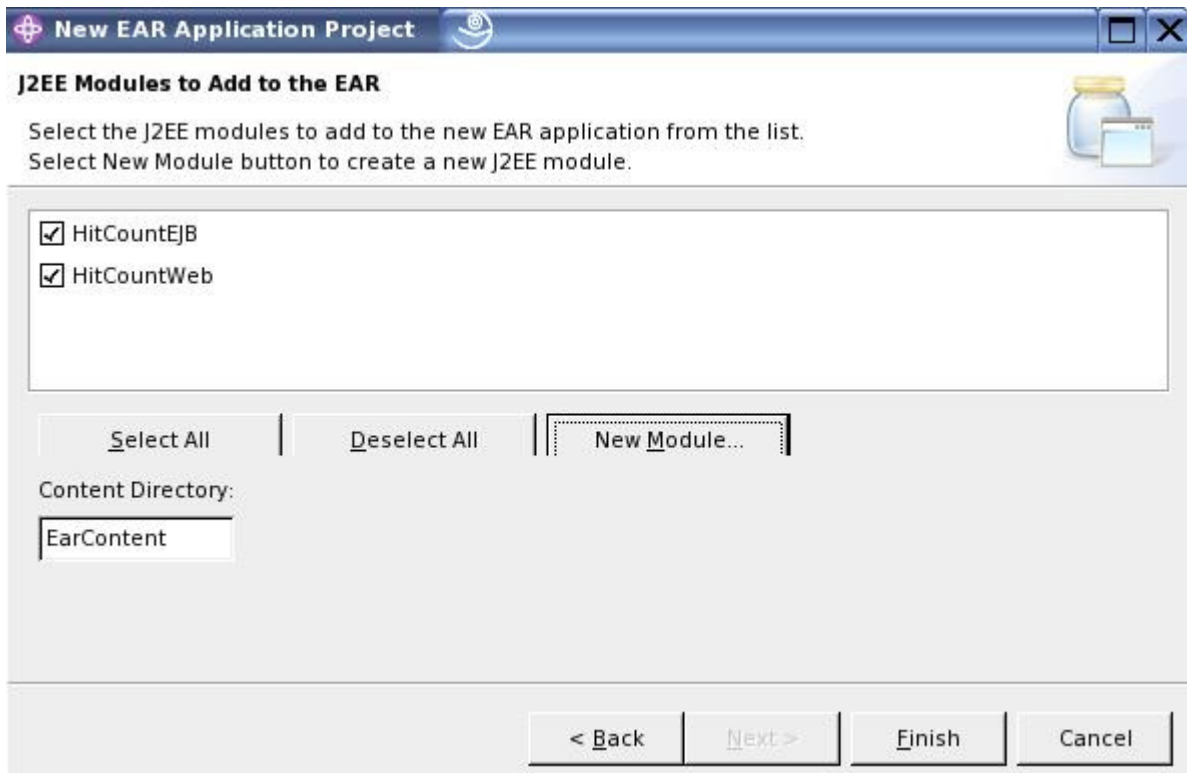 New EAR Application Project
J2EE Modules to Add to the EAR
Select the J2EE modules to add to the new EAR application from the list.
Select New Module button to create a new J2EE module.
HitCountEJB
HitCountWeb
Select All Deselect All New Module...
Content Directory:
EarContent
< Back Next > Finish Cancel